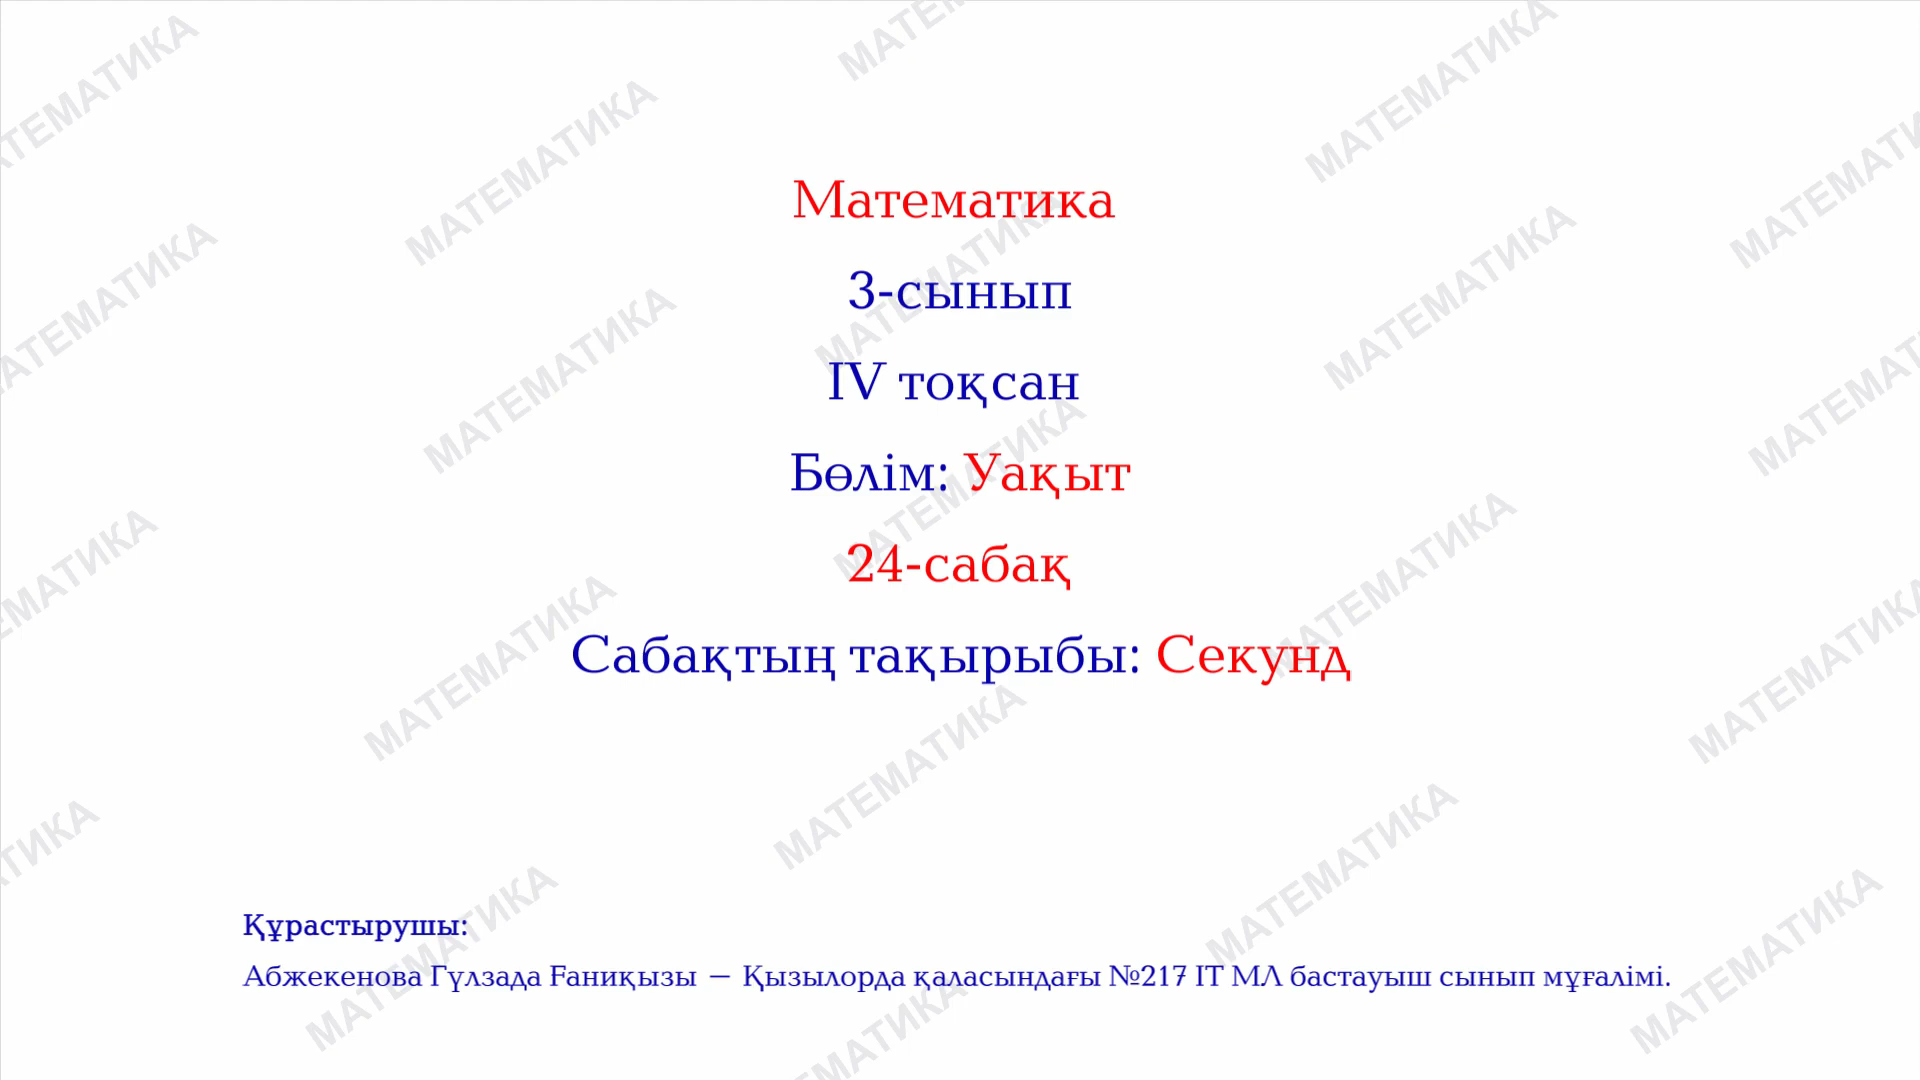 Математика
3-сынып
IV тоқсан
Бөлім: Уақыт
24-сабақ
Сабақтың тақырыбы: Секунд
Құрастырушы:
Абжекенова Гүлзада Ғаниқызы − Қызылорда қаласындағы №217 IT МЛ бастауыш сынып мұғалімі.
МАТЕМАТИКА